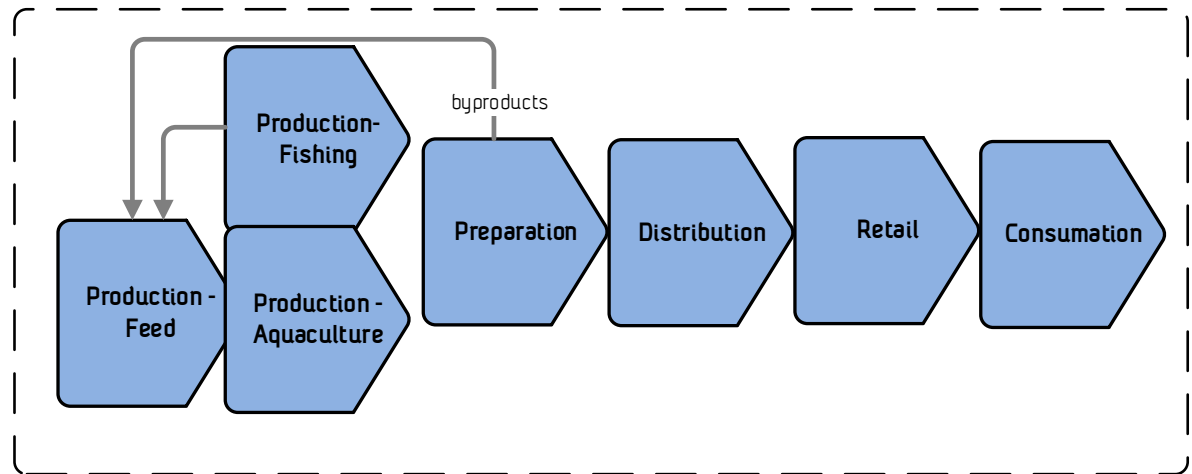 byproducts
Production-
Fishing
Production -
Feed
Production -
Aquaculture
Preparation
Distribution
Retail
Consumation